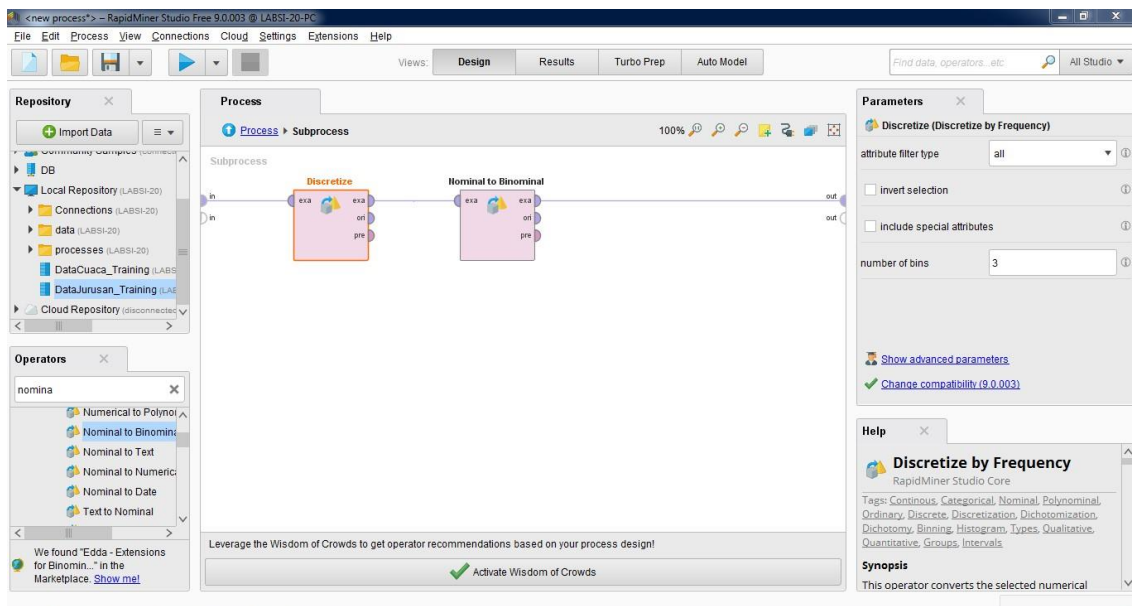 <new process*> – RapidMiner Studio Free 9.0.003 @ LABSI-20-PC
File Edit Process View Connections Cloud Settings Extensions Help
Views: Design Results Turbo Prep Auto Model
Find data, operators...etc
All Studio
Repository
Import Data
Community Samples
DB
Local Repository (LABSI-20)
Connections (LABSI-20)
data (LABSI-20)
processes (LABSI-20)
DataCuaca_Training (LABS
DataJurusan_Training (LAE
Cloud Repository (disconnected
Operators
nomina
Numerical to Polynor
Nominal to Binomina
Nominal to Text
Nominal to Numerica
Nominal to Date
Text to Nominal
We found "Edda - Extensions
for Binomin..." in the
Marketplace. Show me!
Process
Process Subprocess
100%
Subprocess
Discretize
Nominal to Binominal
in
exa exa
exa exa
out
in
ori
ori
out
pre
pre
Leverage the Wisdom of Crowds to get operator recommendations based on your process design!
Activate Wisdom of Crowds
Parameters
Discretize (Discretize by Frequency)
attribute filter type all
invert selection
include special attributes
number of bins 3
Show advanced parameters
Change compatibility (9.0.003)
Help
Discretize by Frequency
RapidMiner Studio Core
Tags: Continous, Categorical, Nominal, Polynominal,
Ordinary, Discrete, Discretization, Dichotomization,
Dichotomy, Binning, Histogram, Types, Qualitative,
Quantitative, Groups, Intervals
Synopsis
This operator converts the selected numerical